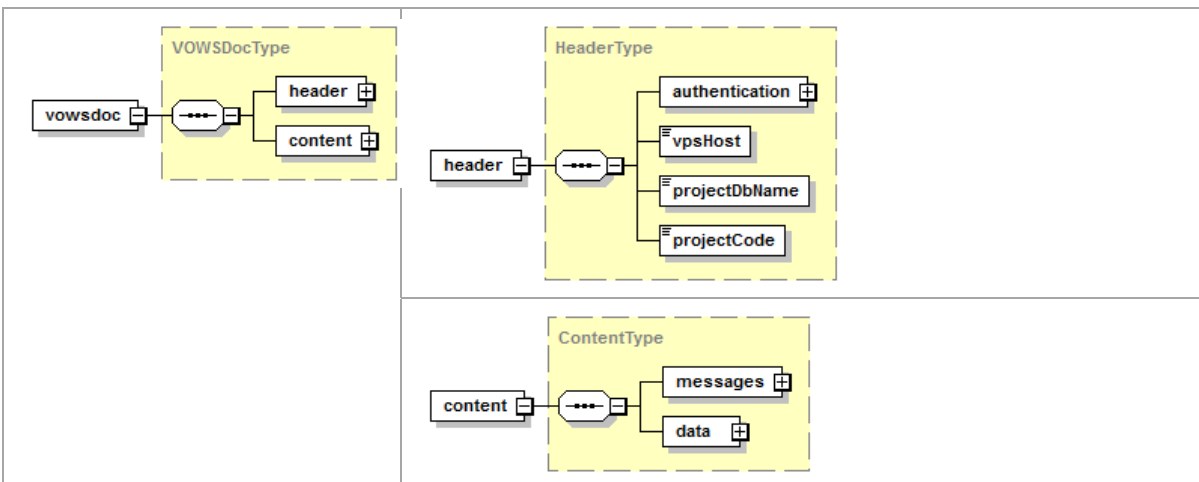 VOWSDocType
vowsdoc
header
content
HeaderType
header
authentication
vpsHost
projectDbName
projectCode
ContentType
content
messages
data